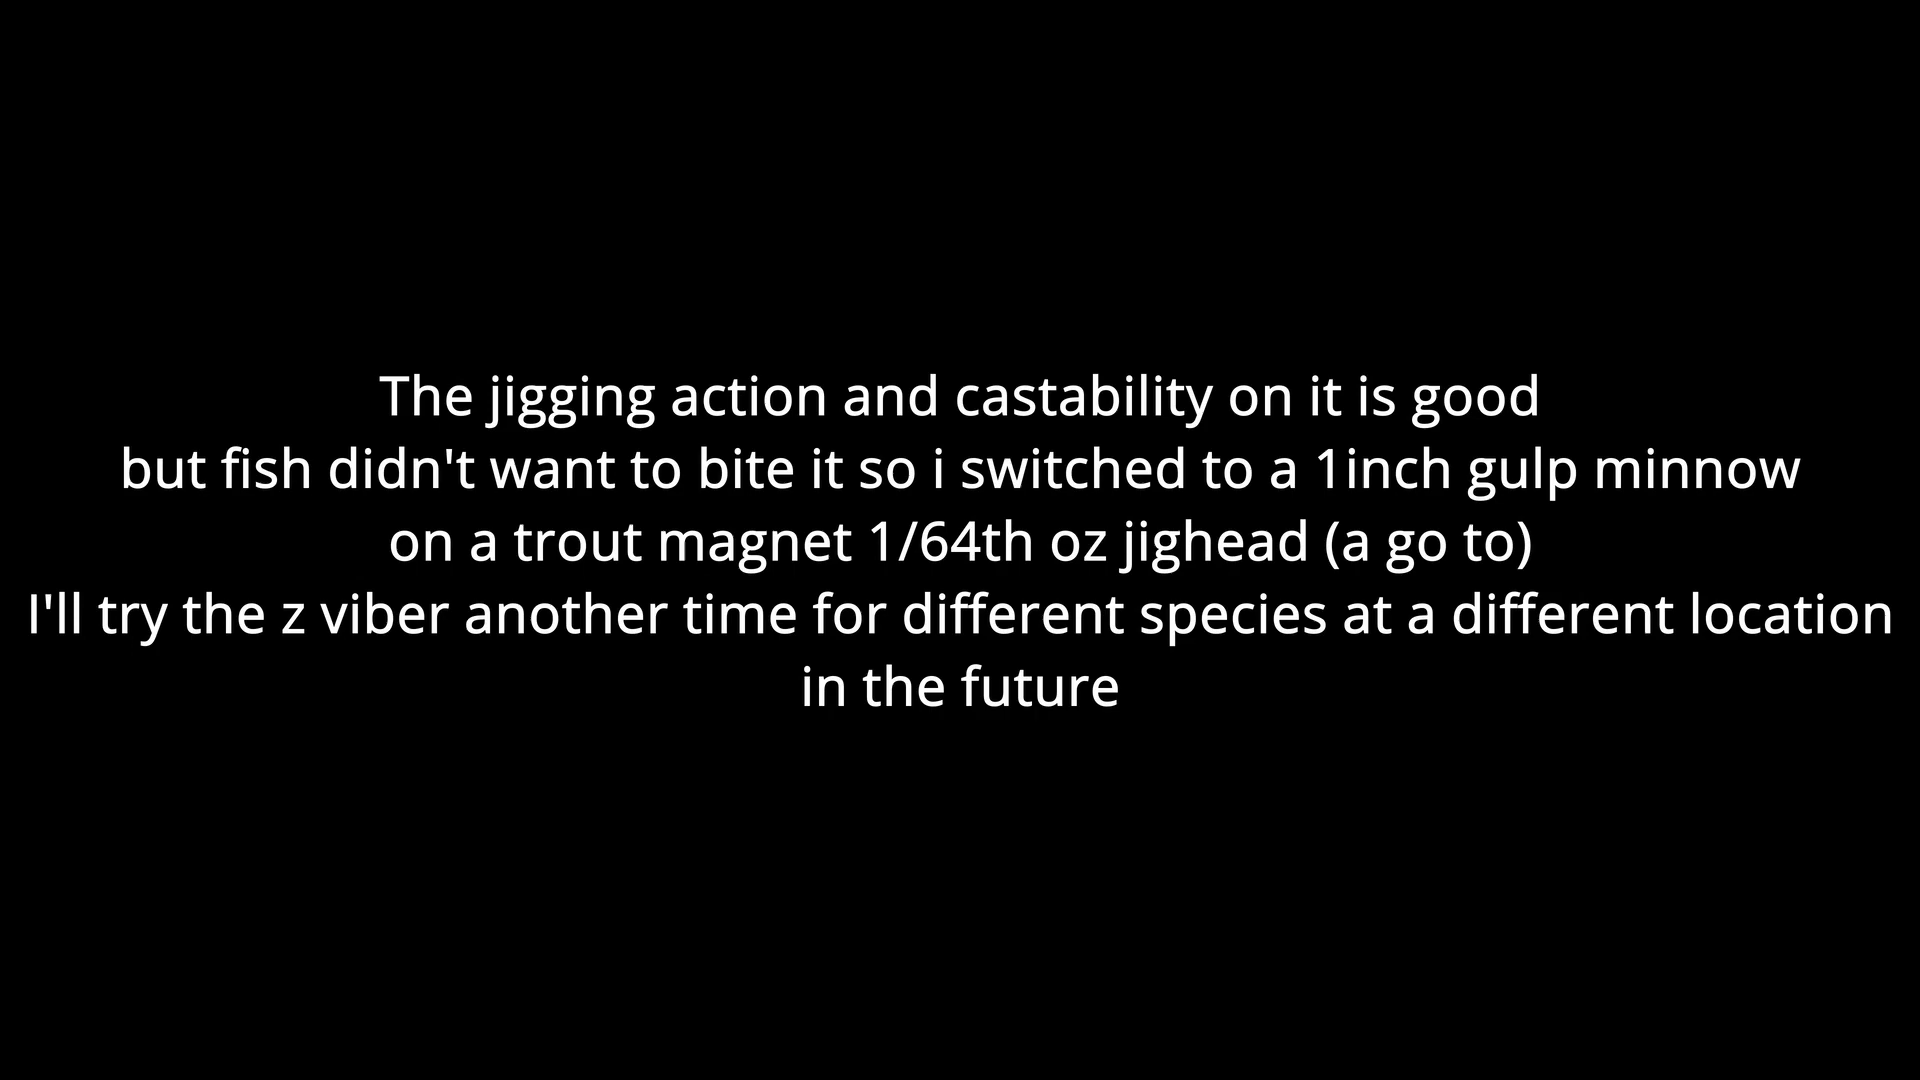 The jigging action and castability on it is good
but fish didn't want to bite it so i switched to a 1inch gulp minnow
on a trout magnet 1/64th oz jighead (a go to)
I'll try the z viber another time for different species at a different location
in the future